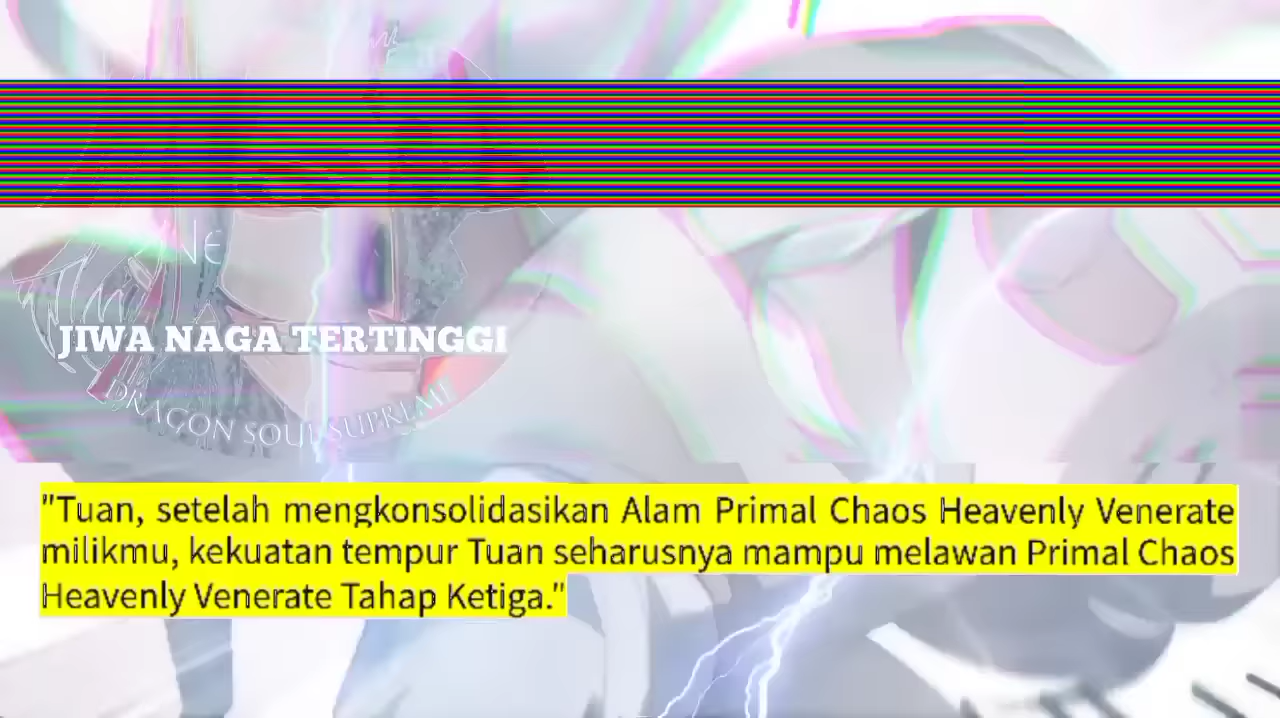 NE
JIWA NAGA TERTINGGI
DRAGON SOUL SUPREME
"Tuan, setelah mengkonsolidasikan Alam Primal Chaos Heavenly Venerate
milikmu, kekuatan tempur Tuan seharusnya mampu melawan Primal Chaos
Heavenly Venerate Tahap Ketiga."